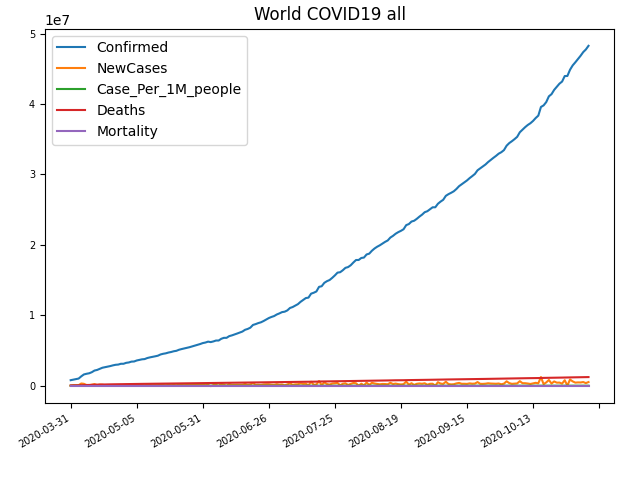 World COVID19 all
1e7
Confirmed
NewCases
Case_Per_1M_people
Deaths
Mortality
5
4
3
2
1
0
2020-03-31
2020-05-05
2020-05-31
2020-06-26
2020-07-25
2020-08-19
2020-09-15
2020-10-13